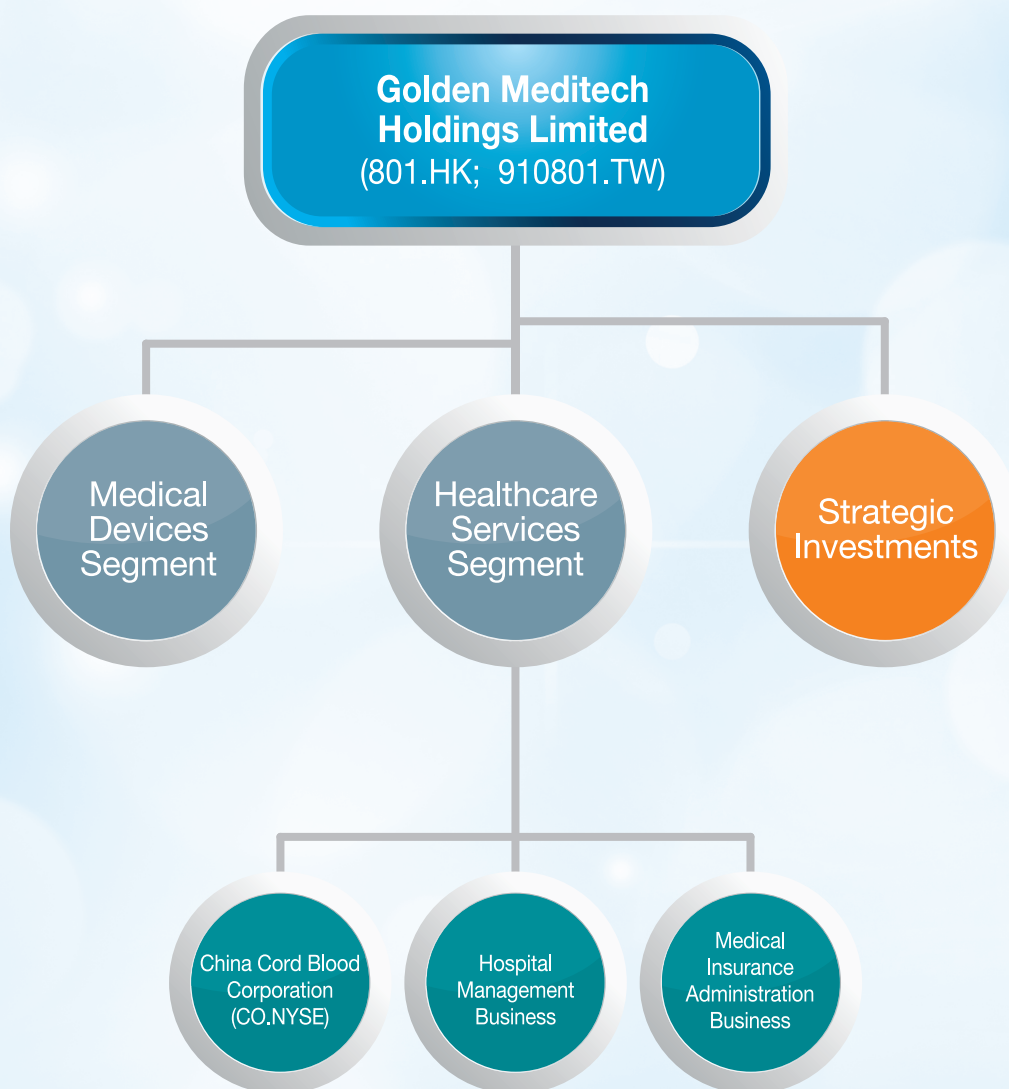 Golden Meditech
Holdings Limited
(801.HK; 910801.TW)
Medical
Devices
Segment
Healthcare
Services
Segment
Strategic
Investments
China Cord Blood
Corporation
(CO.NYSE)
Hospital
Management
Business
Medical
Insurance
Administration
Business